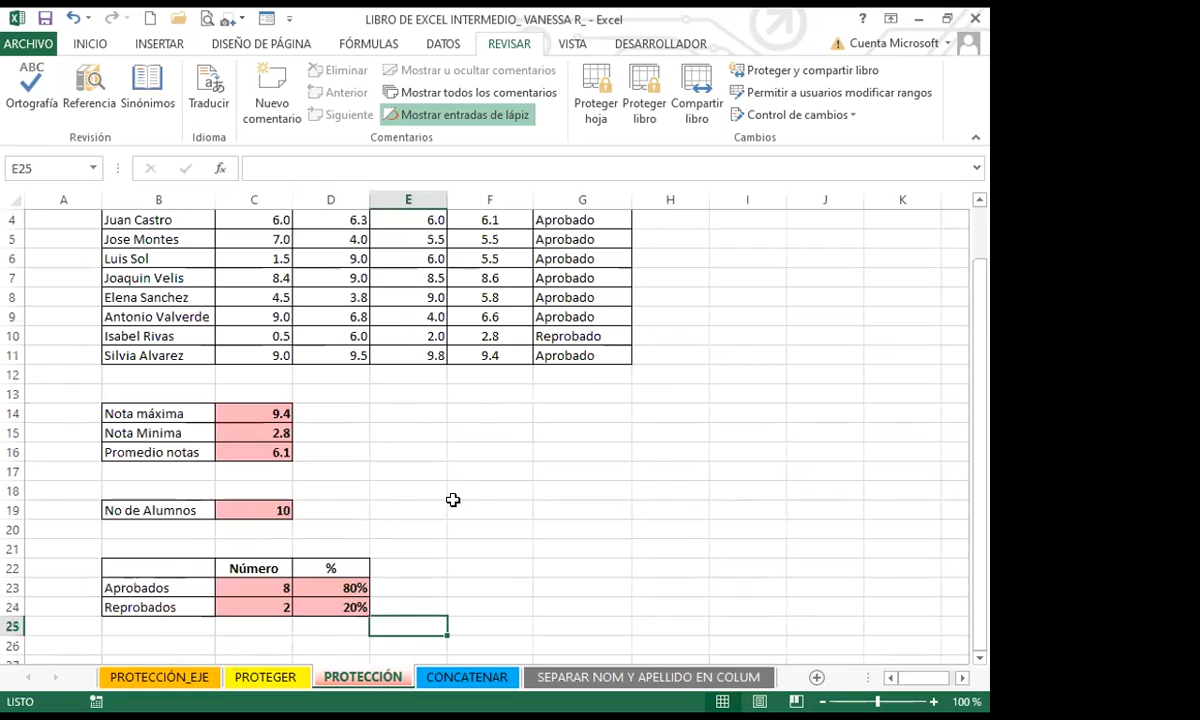 LIBRO DE EXCEL INTERMEDIO_ VANESSA R_ - Excel
?
ARCHIVO INICIO INSERTAR DISEÑO DE PÁGINA FÓRMULAS DATOS REVISAR VISTA DESARROLLADOR Cuenta Microsoft
ABC
Ortografía Referencia Sinónimos
Revisión
Traducir
Idioma
Nuevo
comentario
Eliminar
Anterior
Siguiente
Mostrar u ocultar comentarios
Mostrar todos los comentarios
Mostrar entradas de lápiz
Comentarios
Proteger
hoja
Proteger
libro
Compartir
libro
Proteger y compartir libro
Permitir a usuarios modificar rangos
Control de cambios
Cambios
E25 fx
A B C D E F G H I J K
4 Juan Castro 6.0 6.3 6.0 6.1 Aprobado
5 Jose Montes 7.0 4.0 5.5 5.5 Aprobado
6 Luis Sol 1.5 9.0 6.0 5.5 Aprobado
7 Joaquin Velis 8.4 9.0 8.5 8.6 Aprobado
8 Elena Sanchez 4.5 3.8 9.0 5.8 Aprobado
9 Antonio Valverde 9.0 6.8 4.0 6.6 Aprobado
10 Isabel Rivas 0.5 6.0 2.0 2.8 Reprobado
11 Silvia Alvarez 9.0 9.5 9.8 9.4 Aprobado
12
13
14 Nota máxima 9.4
15 Nota Minima 2.8
16 Promedio notas 6.1
17
18
19 No de Alumnos 10
20
21
22 Número %
23 Aprobados 8 80%
24 Reprobados 2 20%
25
26
PROTECCIÓN_EJE PROTEGER PROTECCIÓN CONCATENAR SEPARAR NOM Y APELLIDO EN COLUM
LISTO 100 %